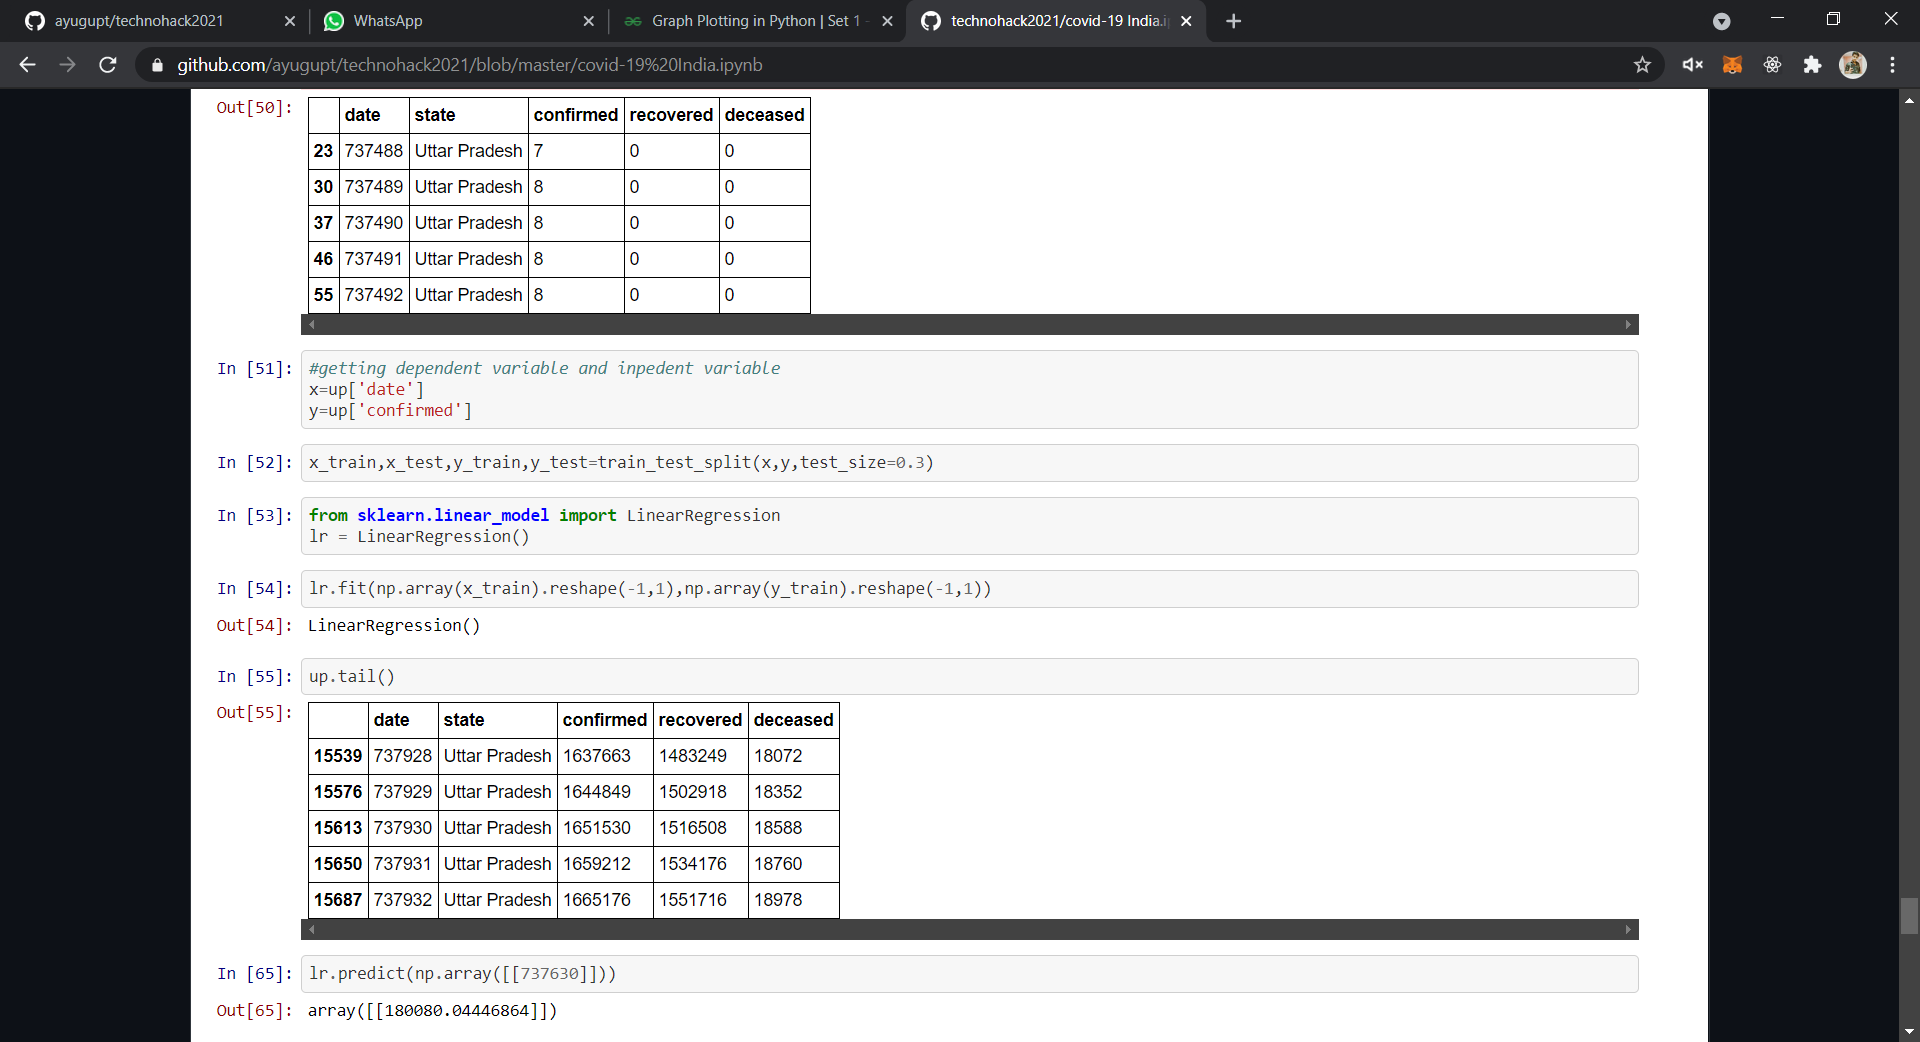 ayugupt/technohack2021
WhatsApp
Graph Plotting in Python | Set 1 -
technohack2021/covid-19 India.i
github.com/ayugupt/technohack2021/blob/master/covid-19%20India.ipynb
Out[50]:
date state confirmed recovered deceased
23 737488 Uttar Pradesh 7 0 0
30 737489 Uttar Pradesh 8 0 0
37 737490 Uttar Pradesh 8 0 0
46 737491 Uttar Pradesh 8 0 0
55 737492 Uttar Pradesh 8 0 0
In [51]: #getting dependent variable and inpedent variable
x=up['date']
y=up['confirmed']
In [52]: x_train,x_test,y_train,y_test=train_test_split(x,y,test_size=0.3)
In [53]: from sklearn.linear_model import LinearRegression
lr = LinearRegression()
In [54]: lr.fit(np.array(x_train).reshape(-1,1),np.array(y_train).reshape(-1,1))
Out[54]: LinearRegression()
In [55]: up.tail()
Out[55]:
date state confirmed recovered deceased
15539 737928 Uttar Pradesh 1637663 1483249 18072
15576 737929 Uttar Pradesh 1644849 1502918 18352
15613 737930 Uttar Pradesh 1651530 1516508 18588
15650 737931 Uttar Pradesh 1659212 1534176 18760
15687 737932 Uttar Pradesh 1665176 1551716 18978
In [65]: lr.predict(np.array([[737630]]))
Out[65]: array([[180080.04446864]])